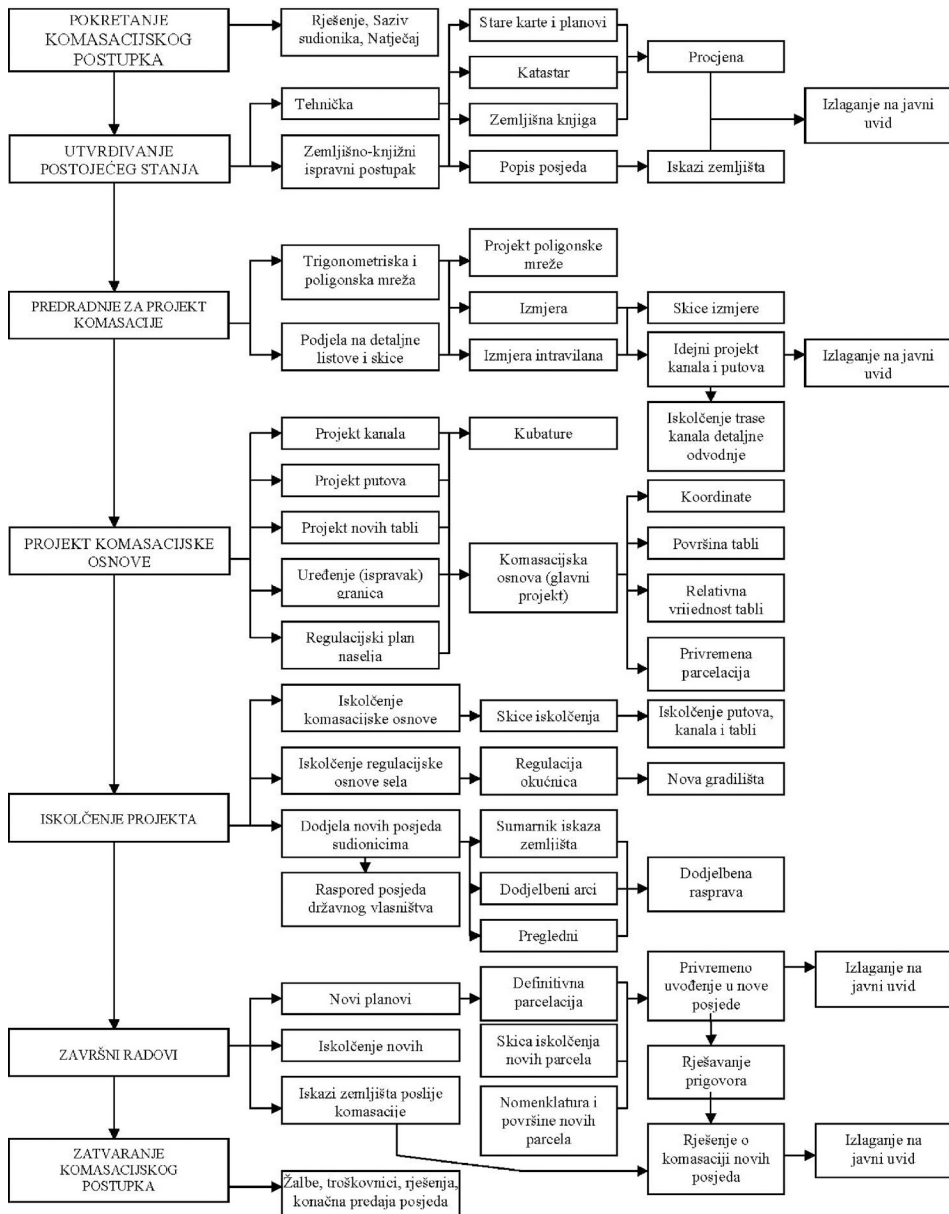 POKRETANJE
KOMASACIJSKOG
POSTUPKA
Rješenje, Saziv
sudionika, Natječaj
Stare karte i planovi
Katastar
Procjena
Tehnička
Zemljišna knjiga
Izlaganje na javni
uvid
UTVRĐIVANJE
POSTOJEĆEG STANJA
Zemljišno-knjižni
ispravni postupak
Popis posjeda
Iskazi zemljišta
PREDRADNJE ZA PROJEKT
KOMASACIJE
Trigonometriska i
poligonska mreža
Projekt poligonske
mreže
Izmjera
Skice izmjere
Podjela na detaljne
listove i skice
Izmjera intravilana
Idejni projekt
kanala i putova
Izlaganje na javni
uvid
Iskolčenje trase
kanala detaljne
odvodnje
PROJEKT KOMASACIJSKE
OSNOVE
Projekt kanala
Kubature
Projekt putova
Projekt novih tabli
Uređenje (ispravak)
granica
Regulacijski plan
naselja
Komasacijska
osnova (glavni
projekt)
Koordinate
Površina tabli
Relativna
vrijednost tabli
Privremena
parcelacija
ISKOLČENJE PROJEKTA
Iskolčenje
komasacijske osnove
Skice iskolčenja
Iskolčenje putova,
kanala i tabli
Iskolčenje regulacijske
osnove sela
Regulacija
okućnica
Nova gradilišta
Dodjela novih posjeda
sudionicima
Sumarnik iskaza
zemljišta
Raspored posjeda
državnog vlasništva
Dodjelbeni arci
Dodjelbena
rasprava
Pregledni
ZAVRŠNI RADOVI
Novi planovi
Definitivna
parcelacija
Privremeno
uvođenje u nove
posjede
Izlaganje na
javni uvid
Iskolčenje novih
Skica iskolčenja
novih parcela
Rješavanje
prigovora
Iskazi zemljišta poslije
komasacije
Nomenklatura i
površine novih
parcela
Rješenje o
komasaciji novih
posjeda
Izlaganje na
javni uvid
ZATVARANJE
KOMASACIJSKOG
POSTUPKA
Žalbe, troškovnici, rješenja,
konačna predaja posjeda